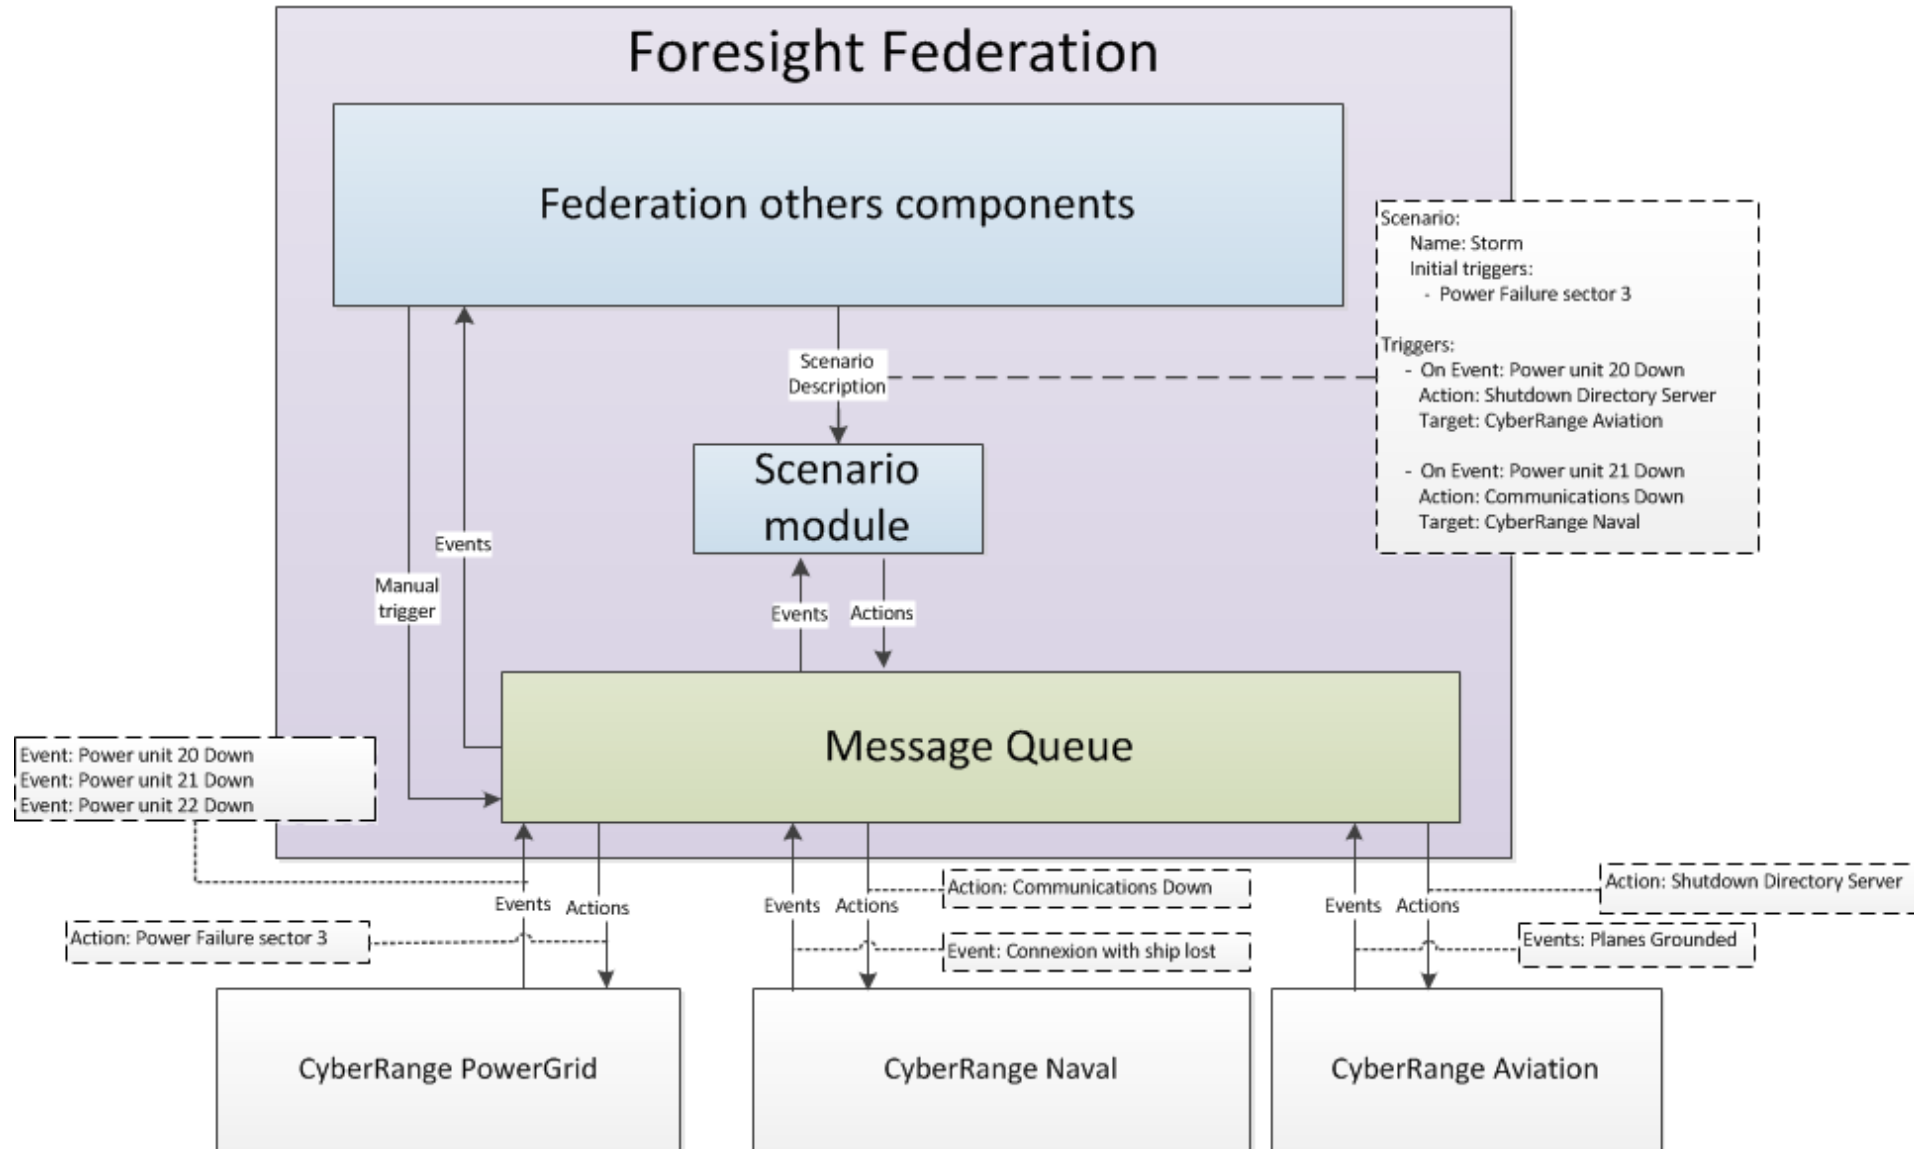 Foresight Federation
Federation others components
Scenario:
Name: Storm
Initial triggers:
- Power Failure sector 3
Triggers:
- On Event: Power unit 20 Down
Action: Shutdown Directory Server
Target: CyberRange Aviation
- On Event: Power unit 21 Down
Action: Communications Down
Target: CyberRange Naval
Scenario
Description
Scenario
module
Events
Manual
trigger
Events
Actions
Message Queue
Event: Power unit 20 Down
Event: Power unit 21 Down
Event: Power unit 22 Down
Events
Actions
Action: Power Failure sector 3
Events
Actions
Action: Communications Down
Event: Connexion with ship lost
Events
Actions
Action: Shutdown Directory Server
Events: Planes Grounded
CyberRange PowerGrid
CyberRange Naval
CyberRange Aviation